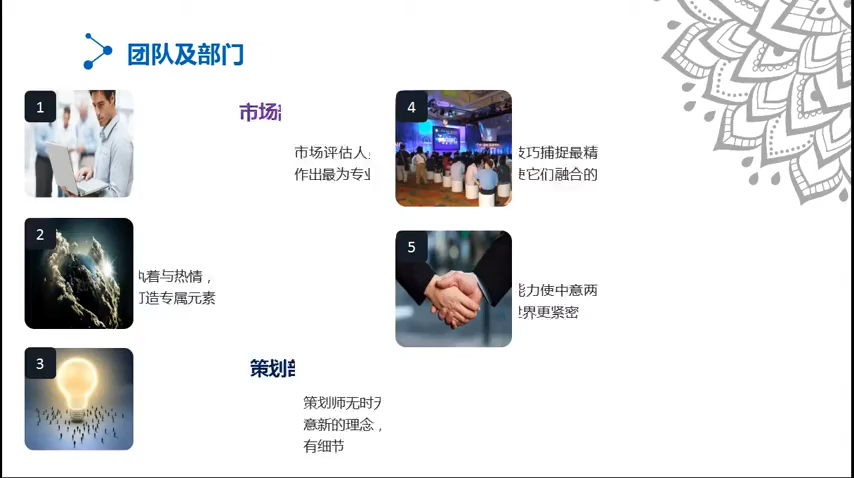 团队及部门
1
市场
市场评估人
作出最为专业
2
执着与热情，
打造专属元素
3
策划部
策划师无时
意新的理念，
有细节
4
技巧捕捉最精
使它们融合的
5
能力使中意两
世界更紧密